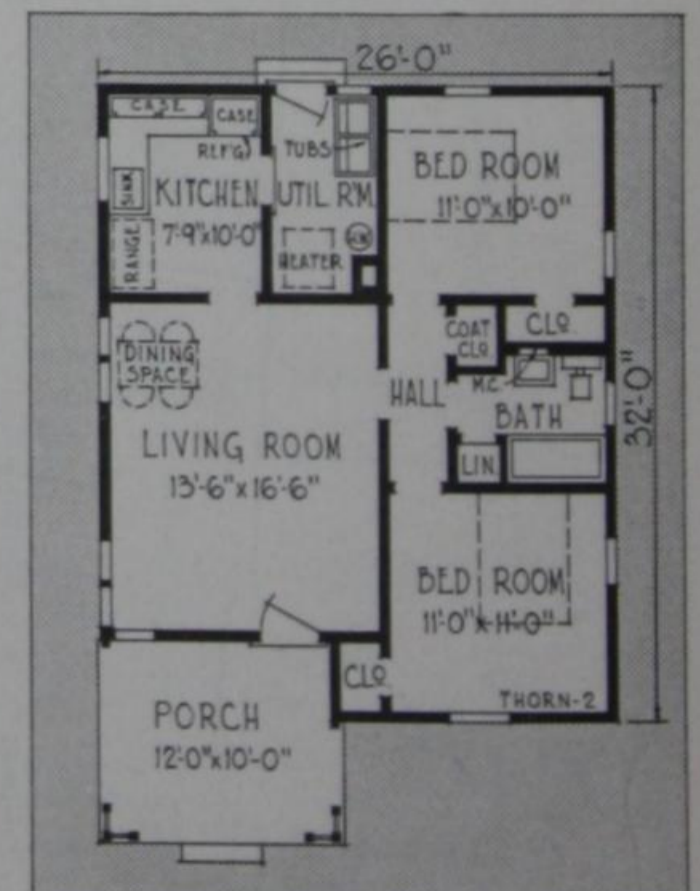 26'-0"
CASE
CASE
REF'G
TUBS
BED ROOM
11'-0"x10'-0"
SINK
KITCHEN
UTIL R'M.
7'-9"x10'-0"
RANGE
HEATER
HW
COAT
CLO
CLO.
DINING
SPACE
HALL
M.C.
BATH
32'-0"
LIVING ROOM
13'-6"x16'-6"
LIN.
BED ROOM
11'-0"x11'-0"
CLO
THORN-2
PORCH
12'-0"x10'-0"